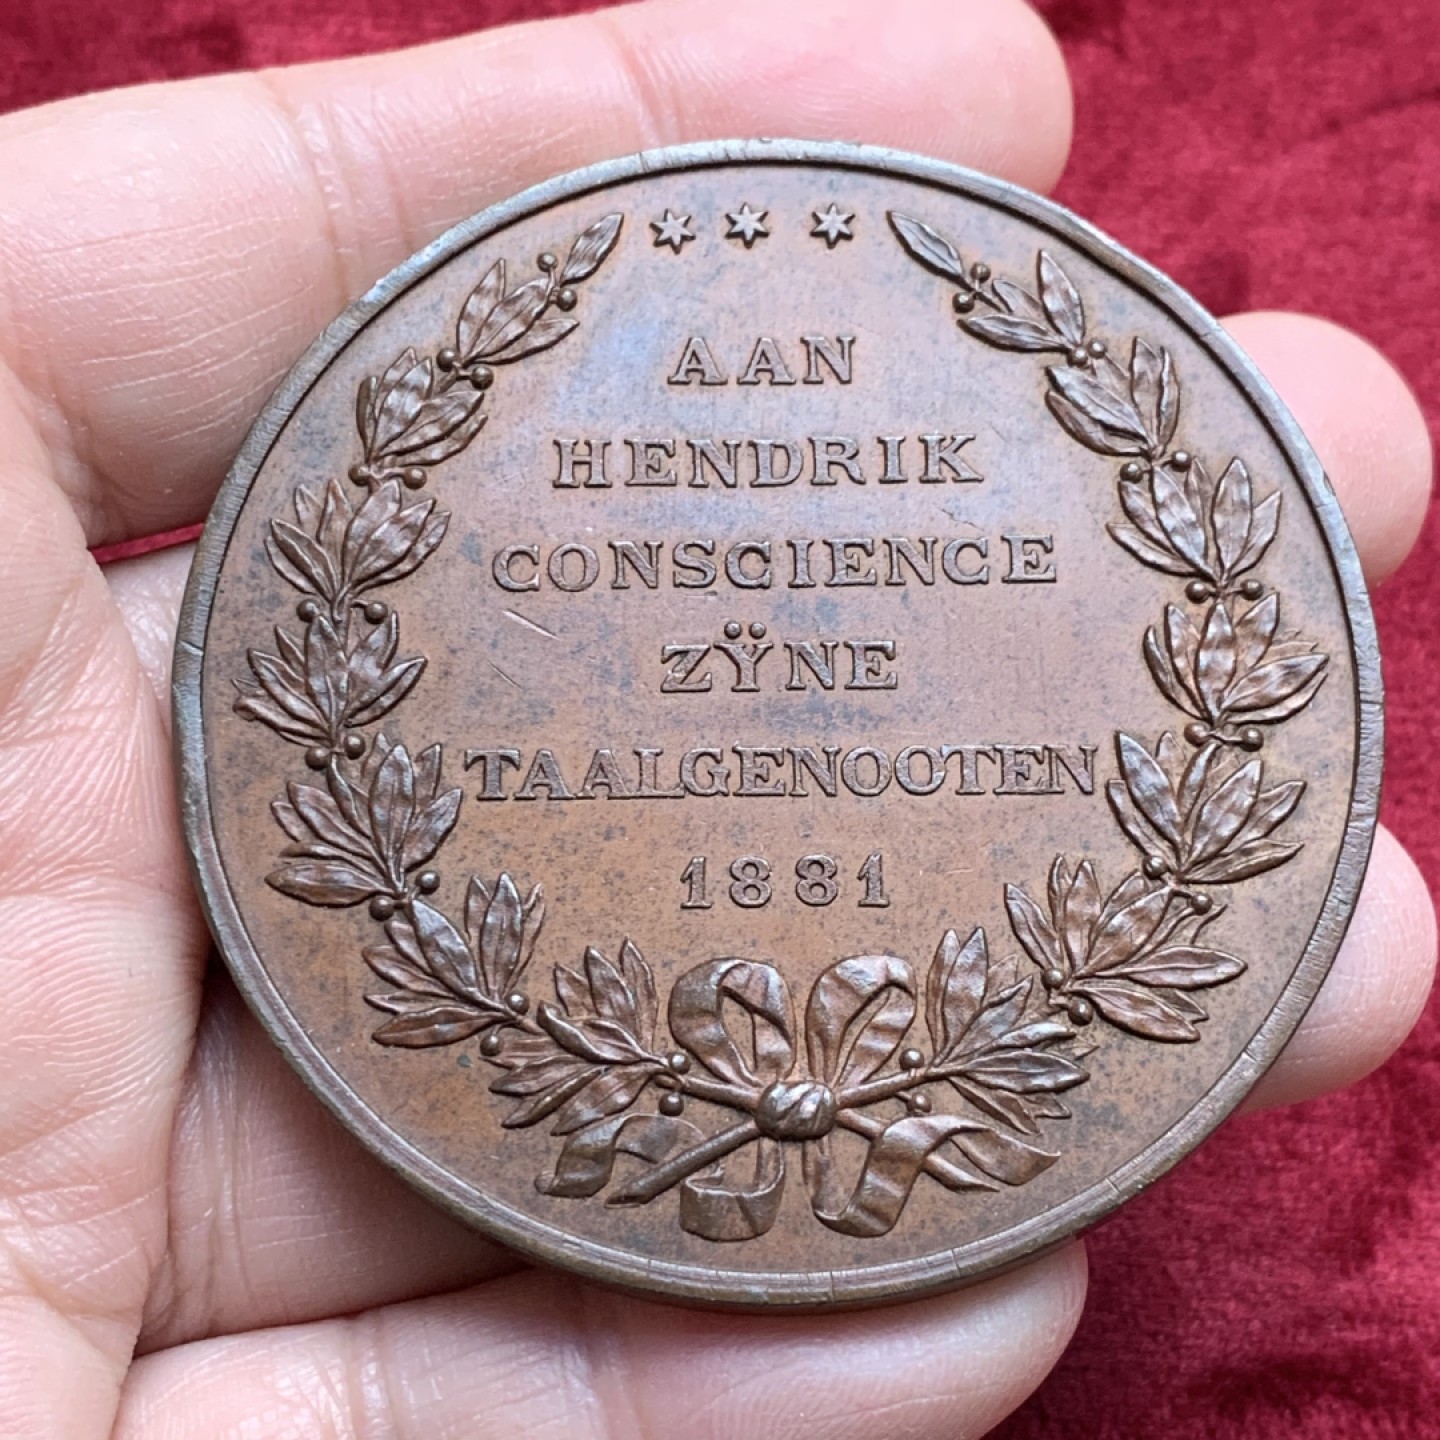 AAN
HENDRIK
CONSCIENCE
ZŸNE
TAALGENOOTEN
1881